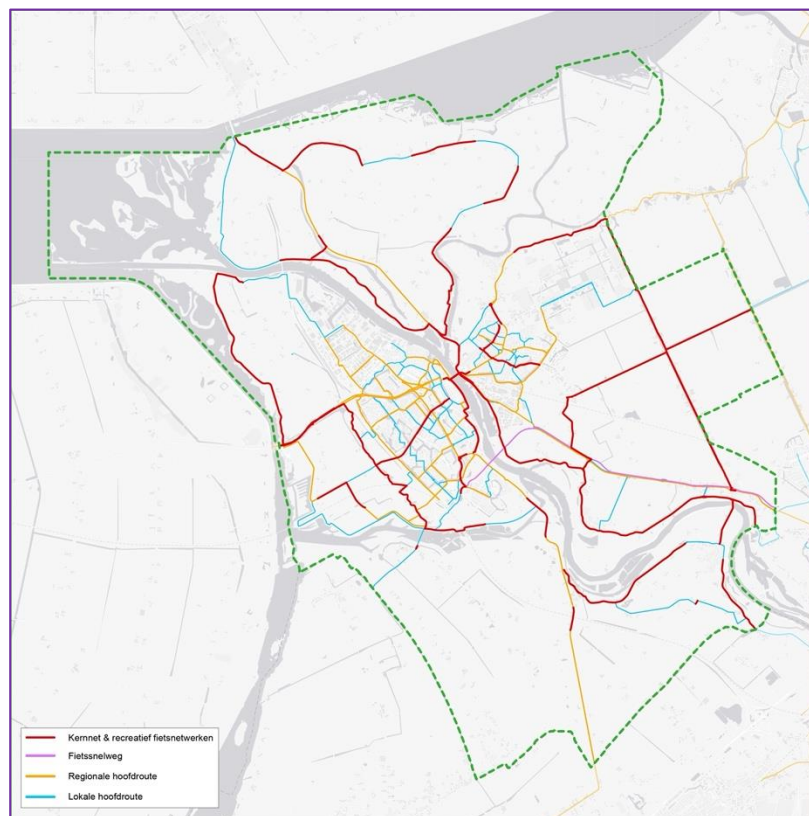 Kernnet & recreatief fietsnetwerken
Fietssnelweg
Regionale hoofdroute
Lokale hoofdroute